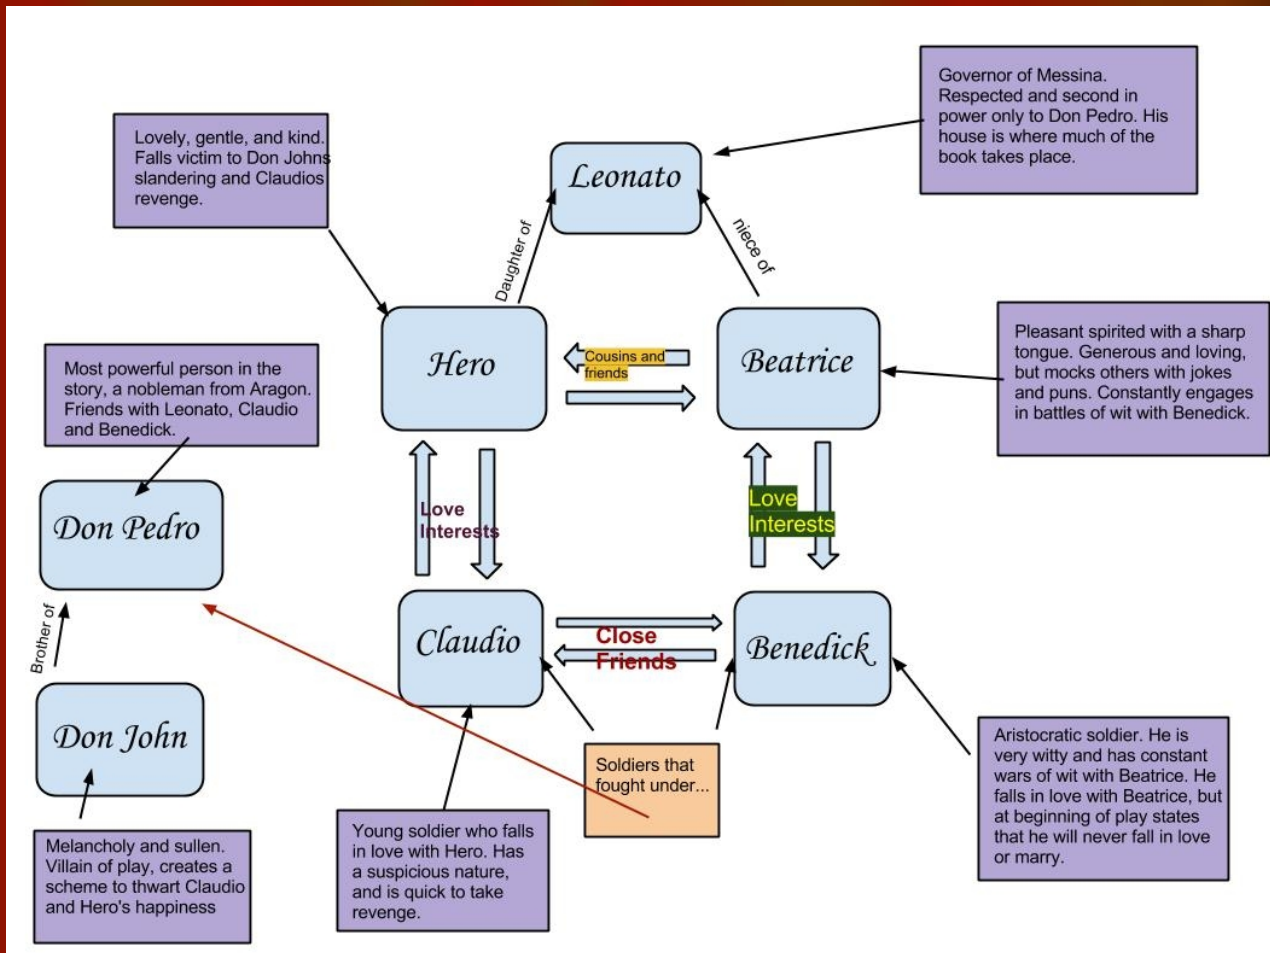 Governor of Messina.
Respected and second in
power only to Don Pedro. His
house is where much of the
book takes place.
Lovely, gentle, and kind.
Falls victim to Don Johns
slandering and Claudios
revenge.
Leonato
Daughter of
niece of
Hero
Cousins and
friends
Beatrice
Pleasant spirited with a sharp
tongue. Generous and loving,
but mocks others with jokes
and puns. Constantly engages
in battles of wit with Benedick.
Most powerful person in the
story, a nobleman from Aragon.
Friends with Leonato, Claudio
and Benedick.
Don Pedro
Love
Interests
Love
Interests
Brother of
Claudio
Close
Friends
Benedick
Don John
Soldiers that
fought under...
Aristocratic soldier. He is
very witty and has constant
wars of wit with Beatrice. He
falls in love with Beatrice, but
at beginning of play states
that he will never fall in love
or marry.
Melancholy and sullen.
Villain of play, creates a
scheme to thwart Claudio
and Hero's happiness
Young soldier who falls
in love with Hero. Has
a suspicious nature,
and is quick to take
revenge.